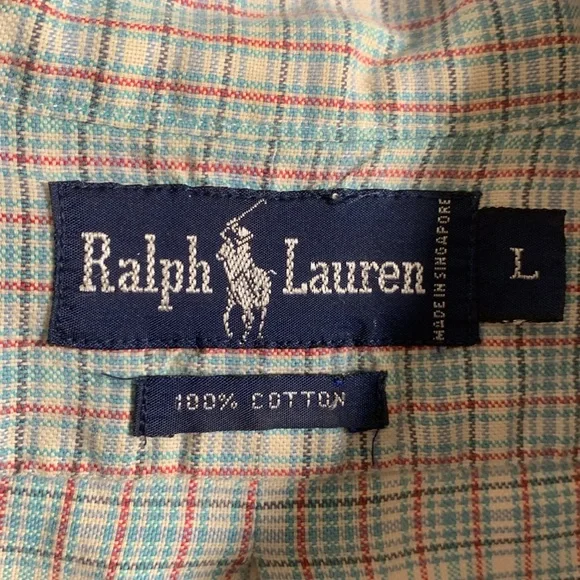 Ralph Lauren
MADE IN SINGAPORE
L
100% COTTON